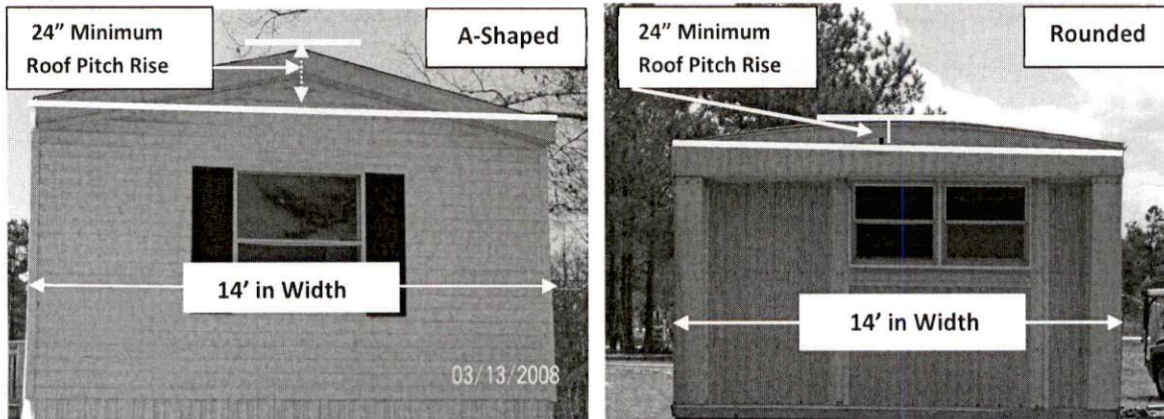 24” Minimum
Roof Pitch Rise
A-Shaped
14’ in Width
03/13/2008
24” Minimum
Roof Pitch Rise
Rounded
14’ in Width